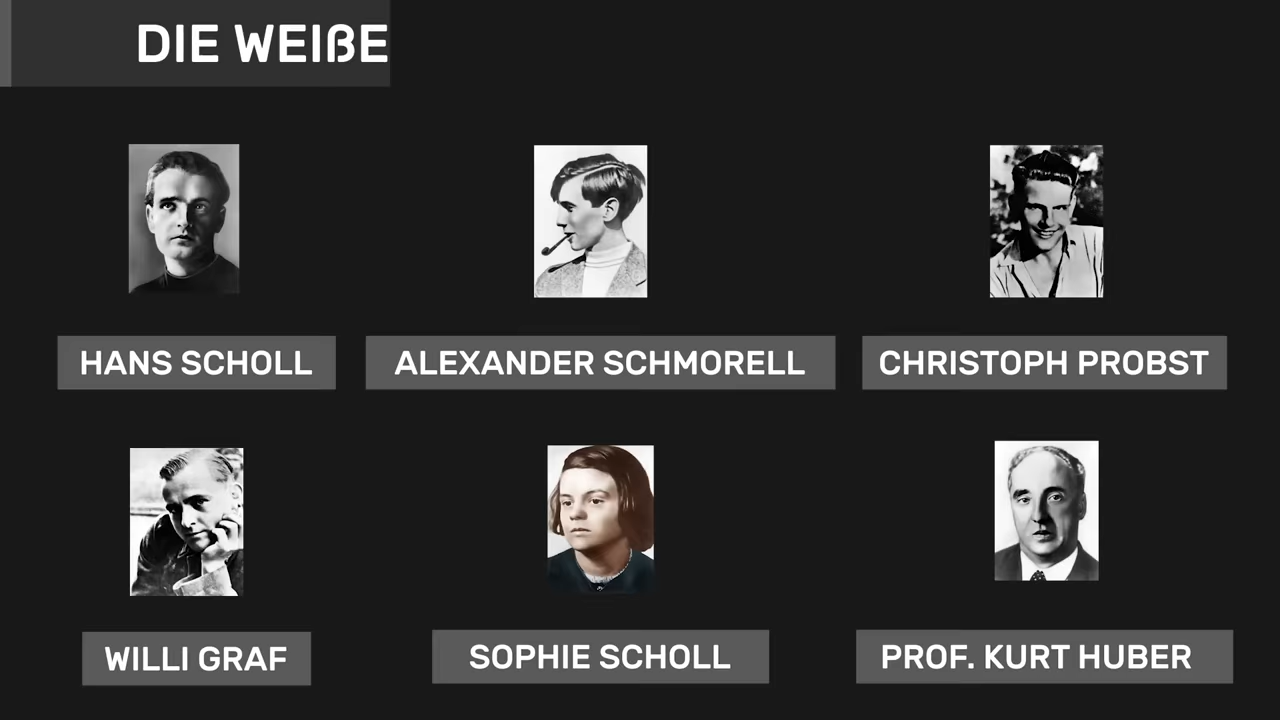 DIE WEIßE
HANS SCHOLL
ALEXANDER SCHMORELL
CHRISTOPH PROBST
WILLI GRAF
SOPHIE SCHOLL
PROF. KURT HUBER